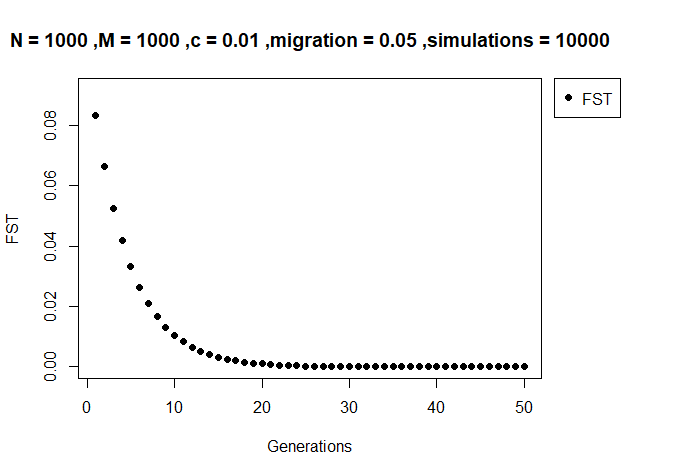 N = 1000 ,M = 1000 ,c = 0.01 ,migration = 0.05 ,simulations = 10000
FST
FST
0.08
0.06
0.04
0.02
0.00
0 10 20 30 40 50
Generations